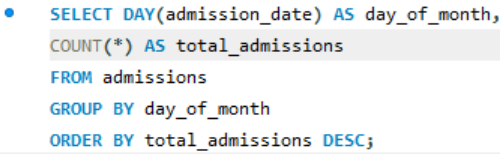 SELECT DAY(admission_date) AS day_of_month,
COUNT(*) AS total_admissions
FROM admissions
GROUP BY day_of_month
ORDER BY total_admissions DESC;